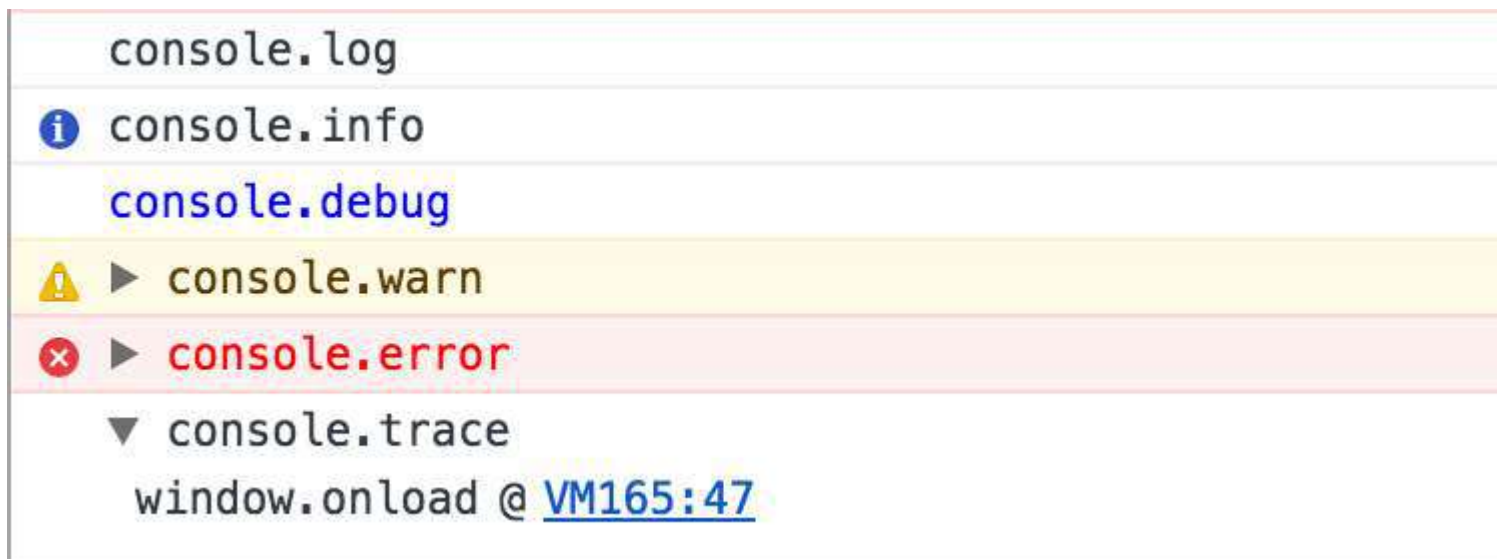 console.log
console.info
console.debug
console.warn
console.error
console.trace
window.onload @ VM165:47